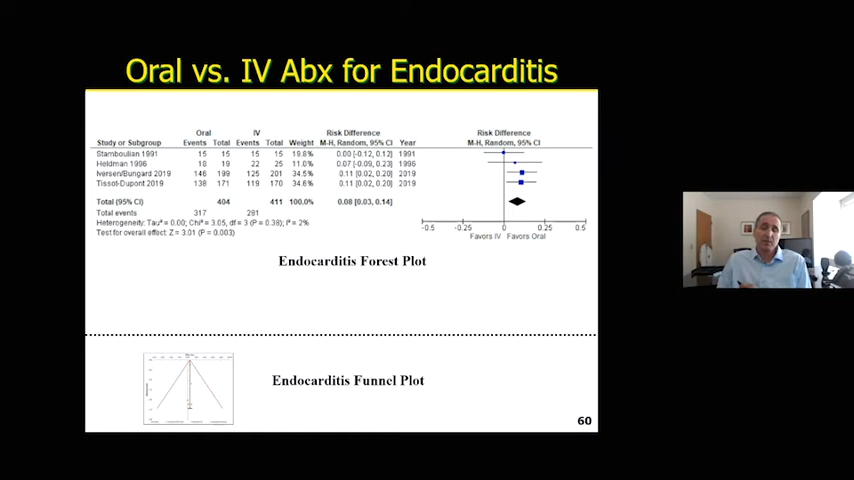 Oral vs. IV Abx for Endocarditis
Oral IV Risk Difference Risk Difference
Study or Subgroup Events Total Events Total Weight M-H, Random, 95% CI Year M-H, Random, 95% CI
Stamboulian 1991 15 15 15 15 19.8% 0.00 [-0.12, 0.12] 1991
Heldman 1996 18 19 22 25 11.0% 0.07 [-0.09, 0.23] 1996
Iversen/Bungard 2019 146 199 125 201 34.5% 0.11 [0.02, 0.20] 2019
Tissot-Dupont 2019 138 171 119 170 34.6% 0.11 [0.02, 0.20] 2019
Total (95% CI) 404 411 100.0% 0.08 [0.03, 0.14]
Total events 317 281
Heterogeneity: Tau² = 0.00; Chi² = 3.05, df = 3 (P = 0.38); I² = 2%
Test for overall effect: Z = 3.01 (P = 0.003)
-0.5 -0.25 0 0.25 0.5
Favors IV Favors Oral
Endocarditis Forest Plot
Endocarditis Funnel Plot
60